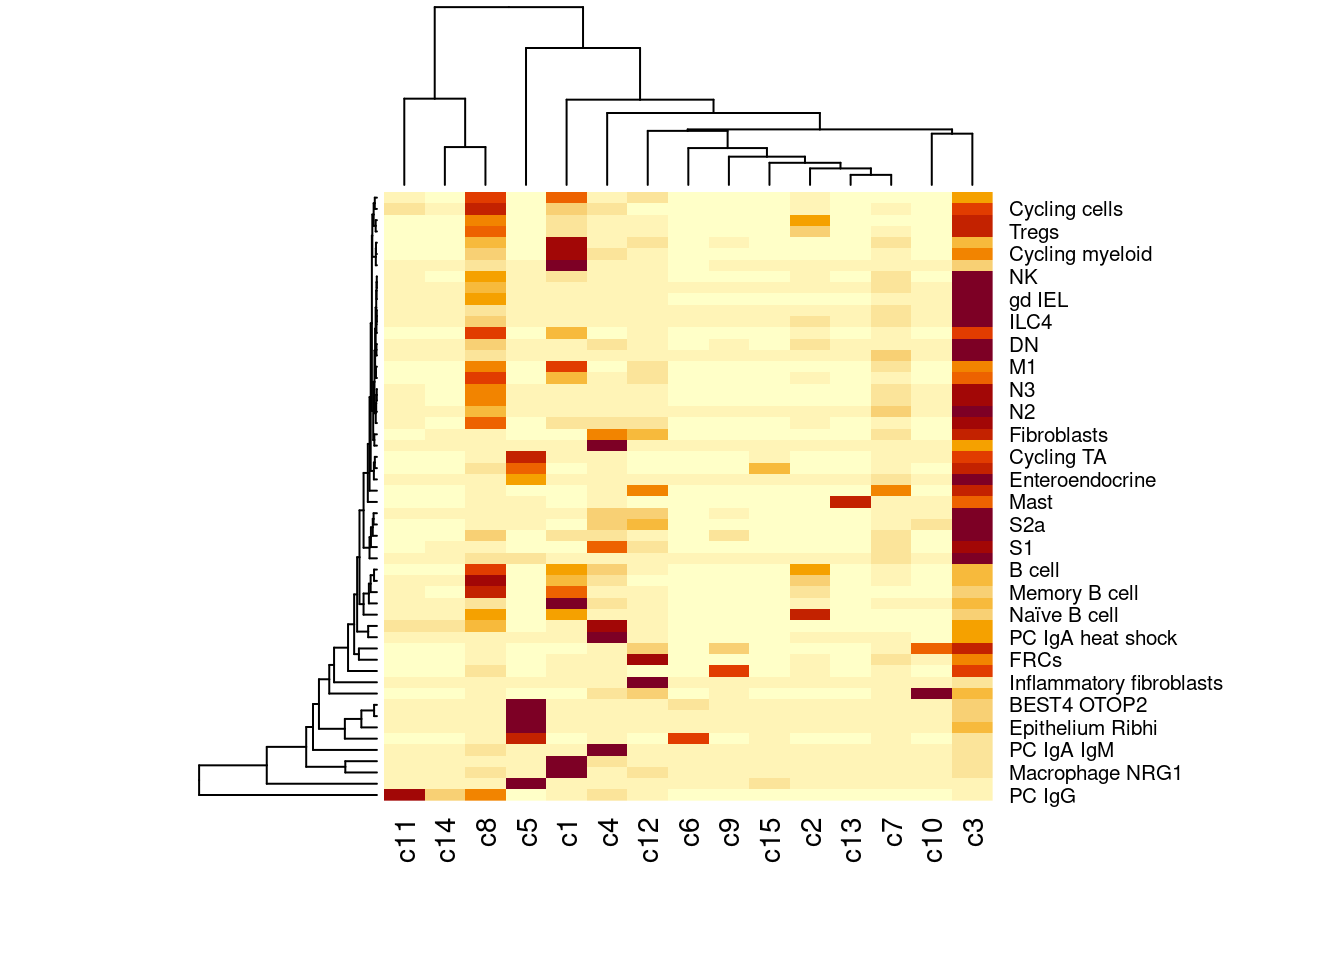 Cycling cells
Tregs
Cycling myeloid
NK
gd IEL
ILC4
DN
M1
N3
N2
Fibroblasts
Cycling TA
Enteroendocrine
Mast
S2a
S1
B cell
Memory B cell
Naïve B cell
PC IgA heat shock
FRCs
Inflammatory fibroblasts
BEST4 OTOP2
Epithelium Ribhi
PC IgA IgM
Macrophage NRG1
PC IgG
c11 c14 c8 c5 c1 c4 c12 c6 c9 c15 c2 c13 c7 c10 c3